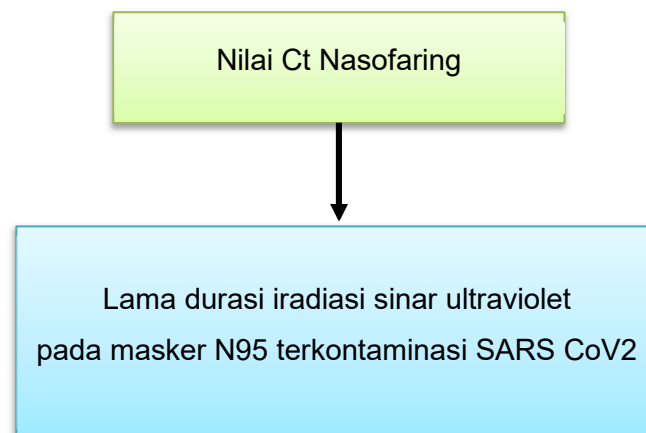 Nilai Ct Nasofaring
Lama durasi iradiasi sinar ultraviolet
pada masker N95 terkontaminasi SARS CoV2